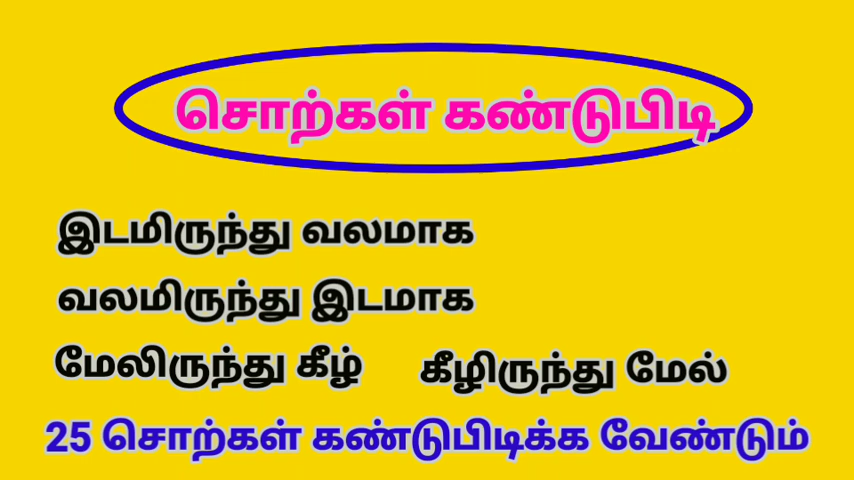 சொற்கள் கண்டுபிடி
இடமிருந்து வலமாக
வலமிருந்து இடமாக
மேலிருந்து கீழ் கீழிருந்து மேல்
25 சொற்கள் கண்டுபிடிக்க வேண்டும்